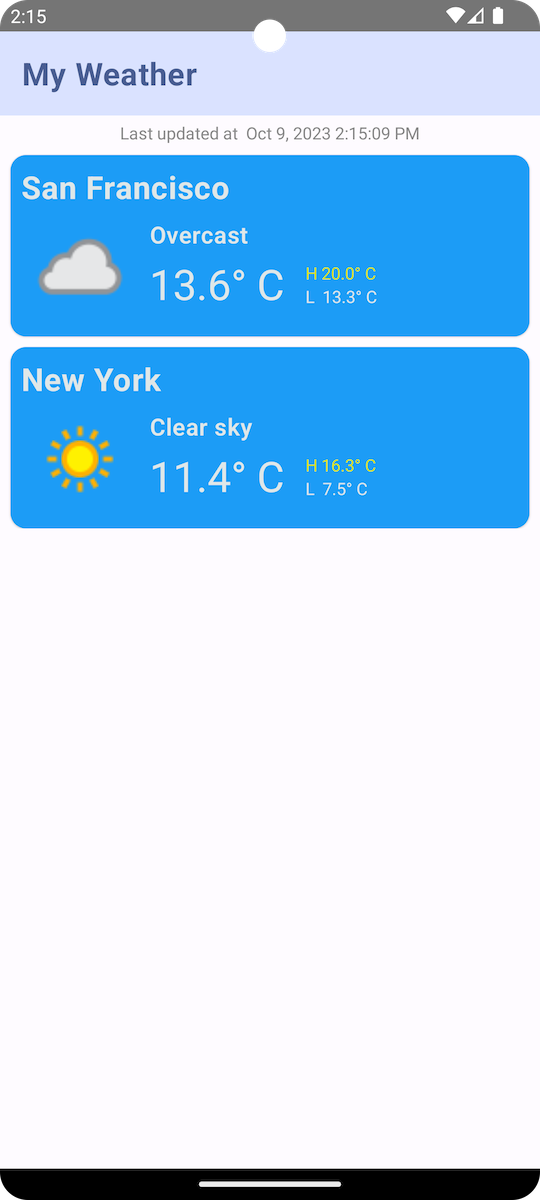 2:15
My Weather
Last updated at  Oct 9, 2023 2:15:09 PM
San Francisco
Overcast
13.6° C
H 20.0° C
L  13.3° C
New York
Clear sky
11.4° C
H 16.3° C
L  7.5° C